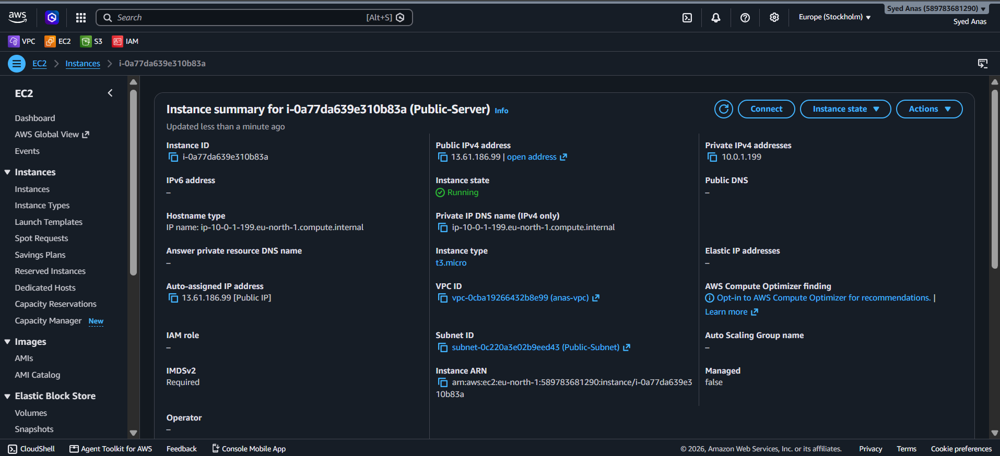 aws
Search
[Alt+S]
Europe (Stockholm)
Syed Anas (589783681290)
Syed Anas
VPC
EC2
S3
IAM
EC2
Instances
i-0a77da639e310b83a
EC2
Dashboard
AWS Global View
Events
Instances
Instances
Instance Types
Launch Templates
Spot Requests
Savings Plans
Reserved Instances
Dedicated Hosts
Capacity Reservations
Capacity Manager New
Images
AMIs
AMI Catalog
Elastic Block Store
Volumes
Snapshots
Instance summary for i-0a77da639e310b83a (Public-Server) Info
Updated less than a minute ago
Connect
Instance state
Actions
Instance ID
i-0a77da639e310b83a
Public IPv4 address
13.61.186.99 | open address
Private IPv4 addresses
10.0.1.199
IPv6 address
–
Instance state
Running
Public DNS
–
Hostname type
IP name: ip-10-0-1-199.eu-north-1.compute.internal
Private IP DNS name (IPv4 only)
ip-10-0-1-199.eu-north-1.compute.internal
Answer private resource DNS name
–
Instance type
t3.micro
Elastic IP addresses
–
Auto-assigned IP address
13.61.186.99 [Public IP]
VPC ID
vpc-0cba19266432b8e99 (anas-vpc)
AWS Compute Optimizer finding
Opt-in to AWS Compute Optimizer for recommendations. |
Learn more
IAM role
–
Subnet ID
subnet-0c220a3e02b9eed43 (Public-Subnet)
Auto Scaling Group name
–
IMDSv2
Required
Instance ARN
arn:aws:ec2:eu-north-1:589783681290:instance/i-0a77da639e3
10b83a
Managed
false
Operator
–
CloudShell
Agent Toolkit for AWS
Feedback
Console Mobile App
© 2026, Amazon Web Services, Inc. or its affiliates.
Privacy
Terms
Cookie preferences